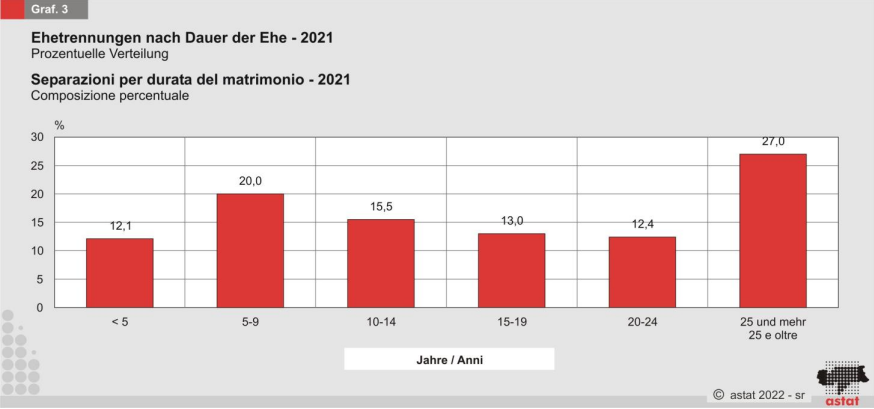 Graf. 3
Ehetrennungen nach Dauer der Ehe - 2021
Prozentuelle Verteilung
Separazioni per durata del matrimonio - 2021
Composizione percentuale
%
30
25
20
15
10
5
0
12,1
20,0
15,5
13,0
12,4
27,0
< 5
5-9
10-14
15-19
20-24
25 und mehr
25 e oltre
Jahre / Anni
© astat 2022 - sr
astat